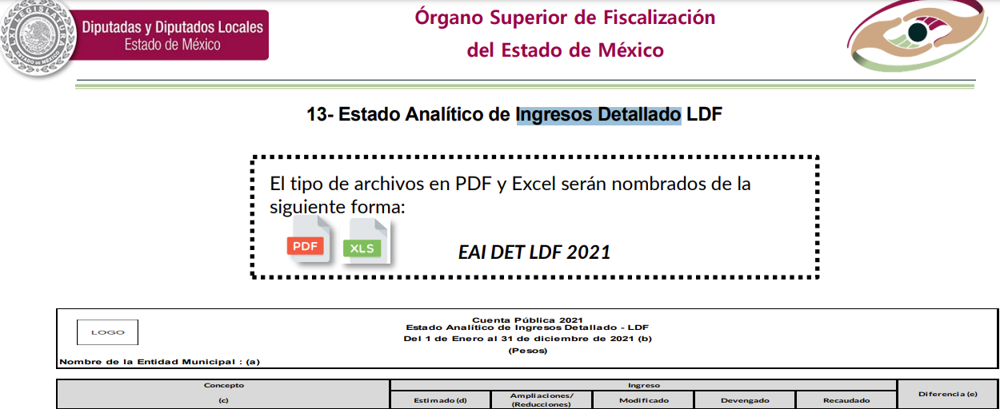 Diputadas y Diputados Locales
Estado de México
Órgano Superior de Fiscalización
del Estado de México
13- Estado Analítico de Ingresos Detallado LDF
El tipo de archivos en PDF y Excel serán nombrados de la
siguiente forma:
PDF XLS
EAI DET LDF 2021
LOGO
Cuenta Pública 2021
Estado Analítico de Ingresos Detallado - LDF
Del 1 de Enero al 31 de diciembre de 2021 (b)
(Pesos)
Nombre de la Entidad Municipal : (a)
Concepto
(c)
Ingreso
Estimado (d)
Ampliaciones/
(Reducciones)
Modificado
Devengado
Recaudado
Diferencia (e)